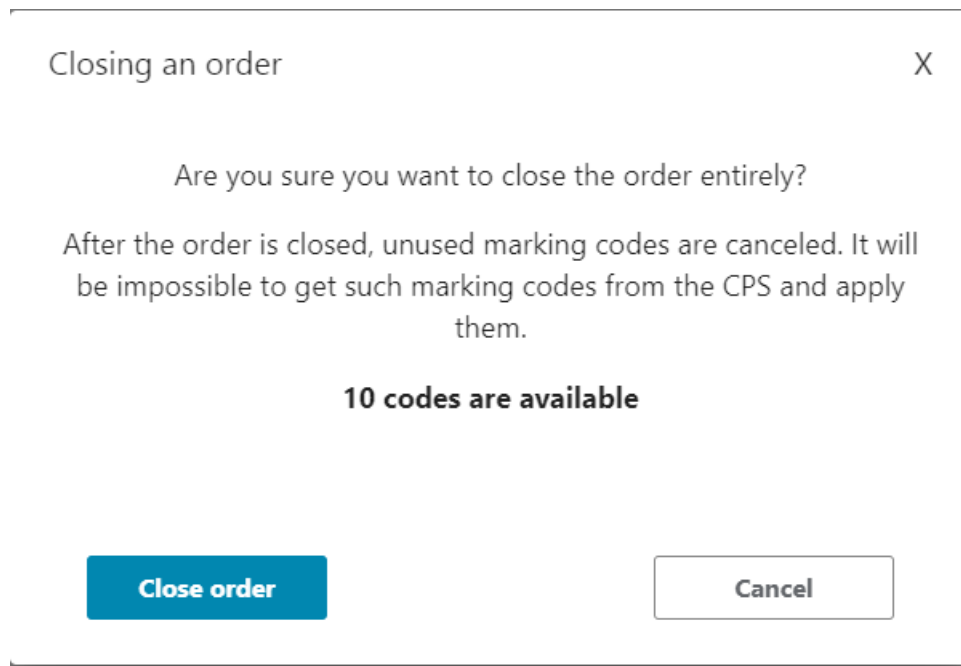 Closing an order X
Are you sure you want to close the order entirely?
After the order is closed, unused marking codes are canceled. It will
be impossible to get such marking codes from the CPS and apply
them.
10 codes are available
Close order Cancel